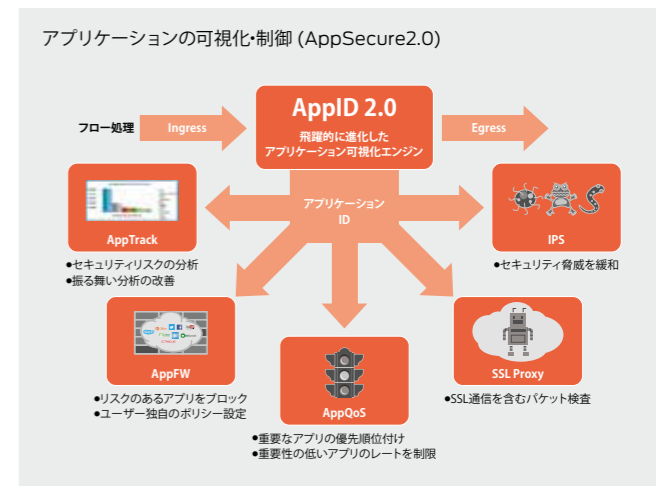 アプリケーションの可視化・制御 (AppSecure2.0)
AppID 2.0
飛躍的に進化した
アプリケーション可視化エンジン
フロー処理
Ingress
Egress
アプリケーション
ID
AppTrack
●セキュリティリスクの分析
●振る舞い分析の改善
IPS
●セキュリティ脅威を緩和
AppFW
●リスクのあるアプリをブロック
●ユーザー独自のポリシー設定
AppQoS
●重要なアプリの優先順位付け
●重要性の低いアプリのレートを制限
SSL Proxy
●SSL通信を含むパケット検査